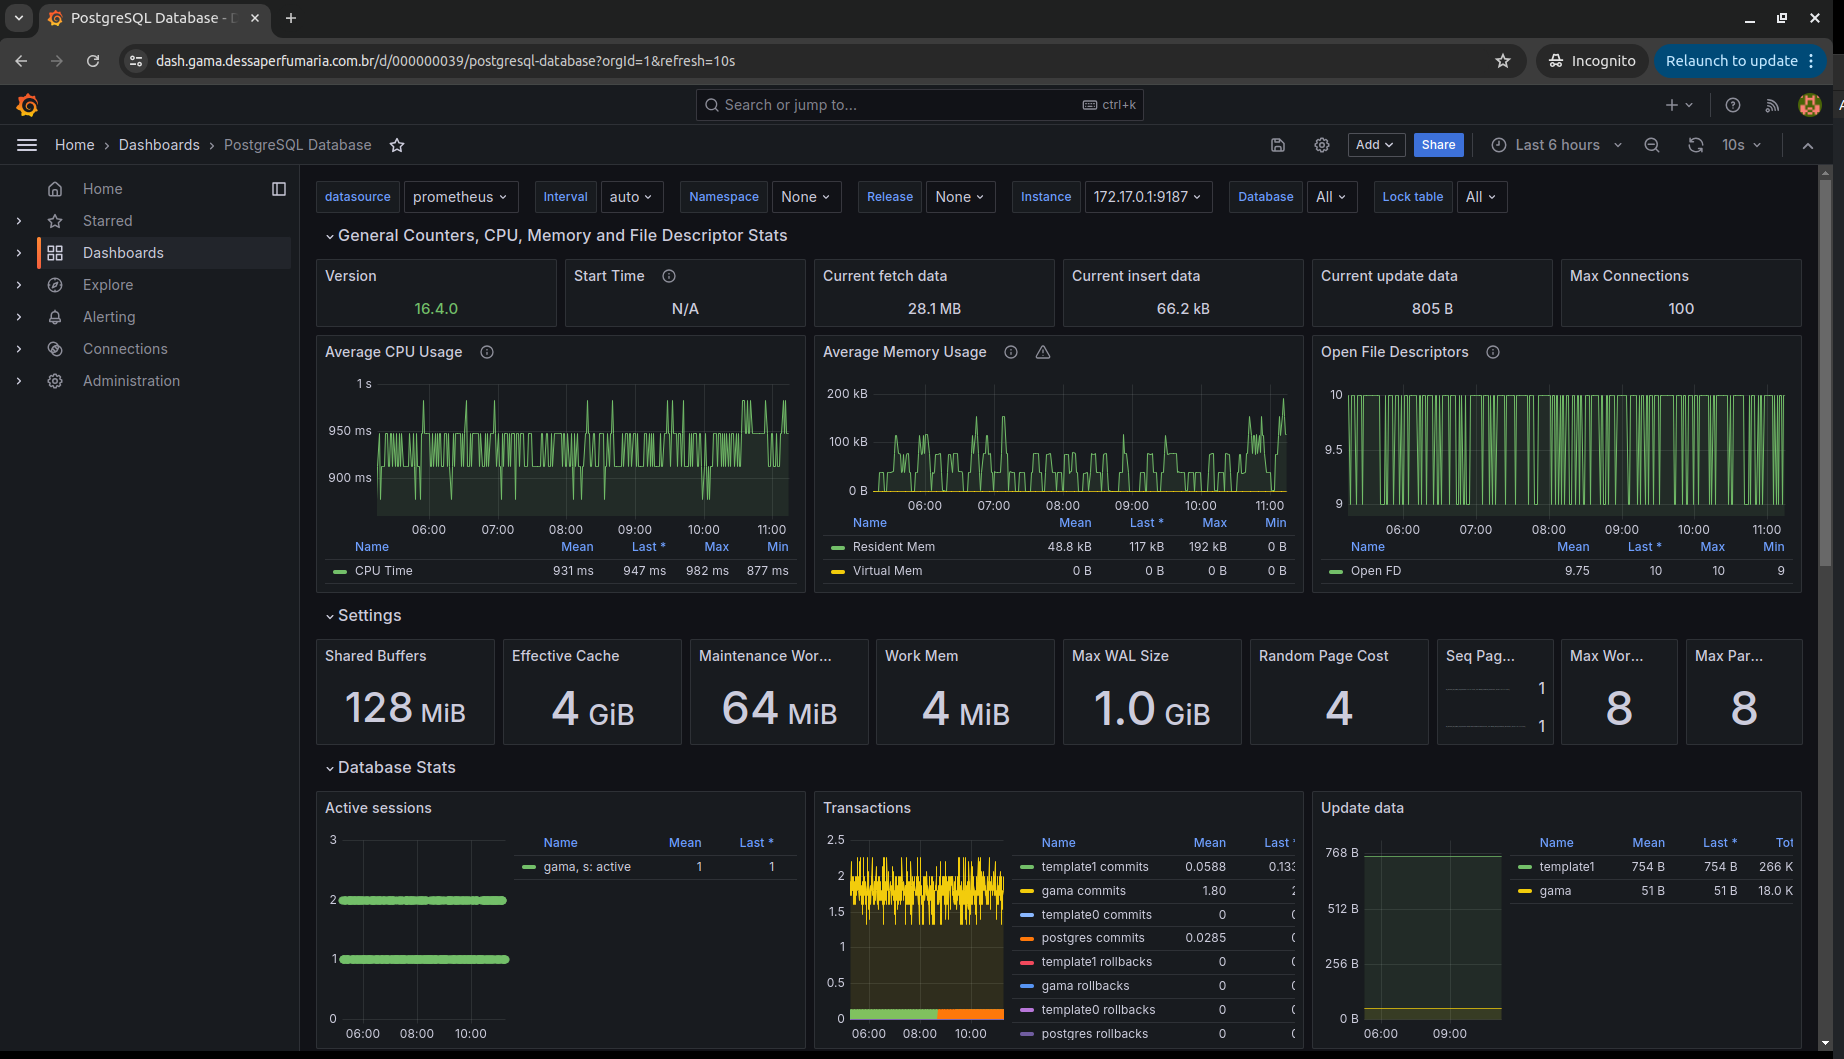 PostgreSQL Database - D
dash.gama.dessaperfumaria.com.br/d/000000039/postgresql-database?orgId=1&refresh=10s
Incognito
Relaunch to update
Search or jump to...
ctrl+k
Home › Dashboards › PostgreSQL Database
Add
Share
Last 6 hours
10s
Home
Starred
Dashboards
Explore
Alerting
Connections
Administration
datasource prometheus
Interval auto
Namespace None
Release None
Instance 172.17.0.1:9187
Database All
Lock table All
General Counters, CPU, Memory and File Descriptor Stats
Version
16.4.0
Start Time
N/A
Current fetch data
28.1 MB
Current insert data
66.2 kB
Current update data
805 B
Max Connections
100
Average CPU Usage
1 s
950 ms
900 ms
06:00 07:00 08:00 09:00 10:00 11:00
Name Mean Last * Max Min
CPU Time 931 ms 947 ms 982 ms 877 ms
Average Memory Usage
200 kB
100 kB
0 B
06:00 07:00 08:00 09:00 10:00 11:00
Name Mean Last * Max Min
Resident Mem 48.8 kB 117 kB 192 kB 0 B
Virtual Mem 0 B 0 B 0 B 0 B
Open File Descriptors
10
9.5
9
06:00 07:00 08:00 09:00 10:00 11:00
Name Mean Last * Max Min
Open FD 9.75 10 10 9
Settings
Shared Buffers
128 MiB
Effective Cache
4 GiB
Maintenance Wor...
64 MiB
Work Mem
4 MiB
Max WAL Size
1.0 GiB
Random Page Cost
4
Seq Pag...
1
1
Max Wor...
8
Max Par...
8
Database Stats
Active sessions
3
2
1
0
06:00 08:00 10:00
Name Mean Last *
gama, s: active 1 1
Transactions
2.5
2
1.5
1
0.5
0
06:00 08:00 10:00
Name Mean Last *
template1 commits 0.0588 0.133
gama commits 1.80 2
template0 commits 0 0
postgres commits 0.0285 0
template1 rollbacks 0 0
gama rollbacks 0 0
template0 rollbacks 0 0
postgres rollbacks 0 0
Update data
768 B
512 B
256 B
0 B
06:00 09:00
Name Mean Last * Tot
template1 754 B 754 B 266 K
gama 51 B 51 B 18.0 K